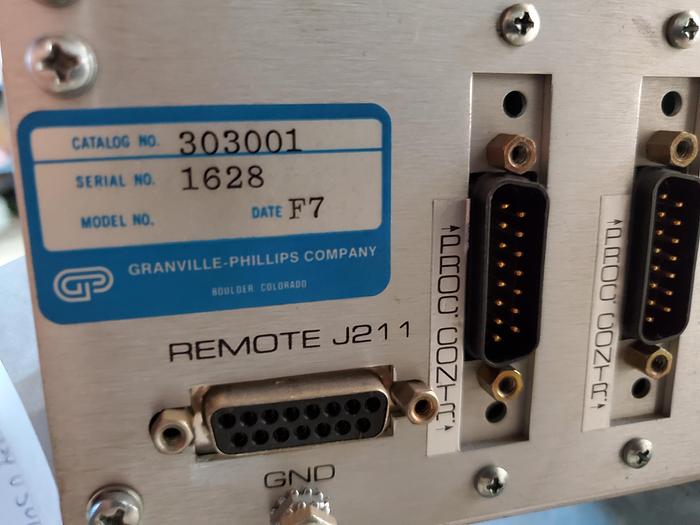 CATALOG NO. 303001
SERIAL NO. 1628
MODEL NO. DATE F7
GP GRANVILLE-PHILLIPS COMPANY
BOULDER COLORADO
REMOTE J211
GND
PROC. CONTR.
PROC CONTR.